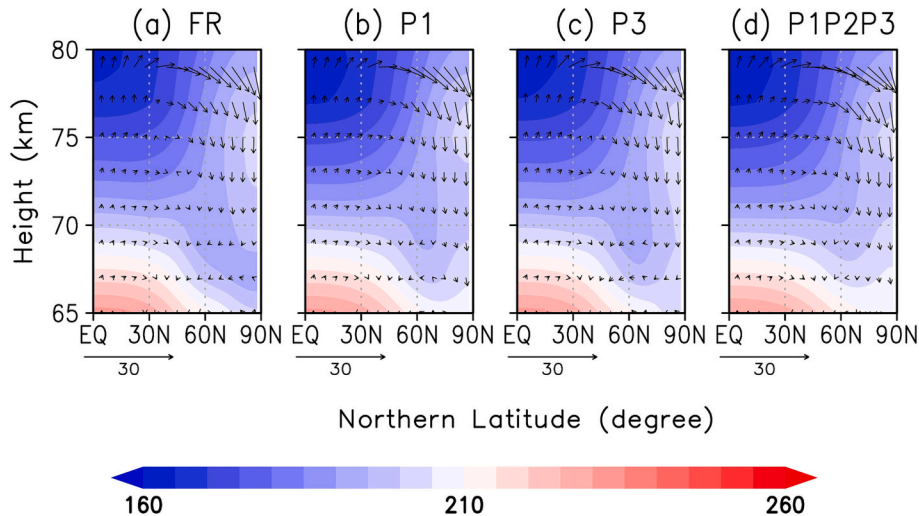 (a) FR (b) P1 (c) P3 (d) P1P2P3
80
75
70
65
Height (km)
EQ 30N 60N 90N EQ 30N 60N 90N EQ 30N 60N 90N EQ 30N 60N 90N
30 30 30 30
Northern Latitude (degree)
160 210 260